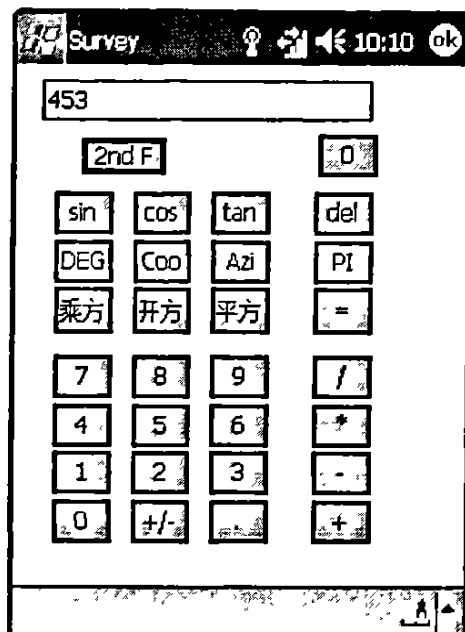 Survey 10:10 ok
453
2nd F 0
sin cos tan del
DEG Coo Azi PI
乘方 开方 平方 =
7 8 9 /
4 5 6 *
1 2 3 -
0 +/- . +